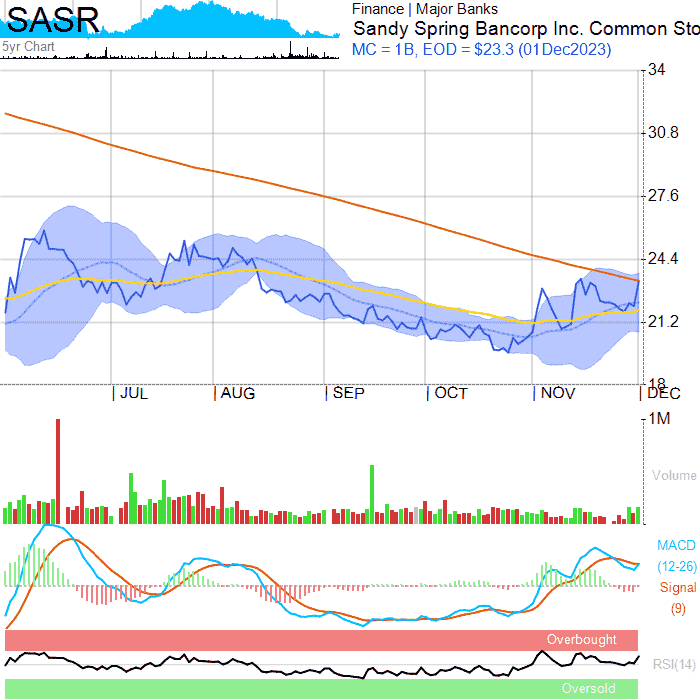 SASR
5yr Chart
Finance | Major Banks
Sandy Spring Bancorp Inc. Common Sto
MC = 1B, EOD = $23.3 (01Dec2023)
34
30.8
27.6
24.4
21.2
18
JUL AUG SEP OCT NOV DEC
1M
Volume
MACD
(12-26)
Signal
(9)
Overbought
RSI(14)
Oversold